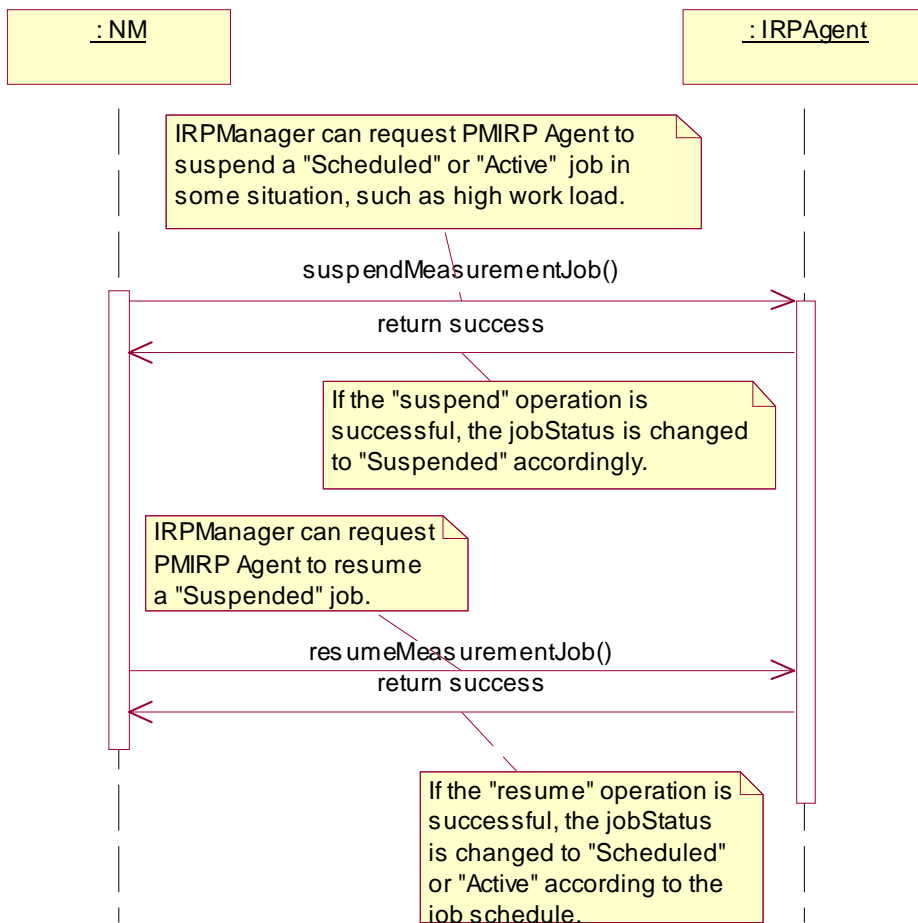 : NM
: IRPAgent
IRPManager can request PMIRP Agent to
suspend a "Scheduled" or "Active" job in
some situation, such as high work load.
suspendMeasurementJob()
return success
If the "suspend" operation is
successful, the jobStatus is changed
to "Suspended" accordingly.
IRPManager can request
PMIRP Agent to resume
a "Suspended" job.
resumeMeasurementJob()
return success
If the "resume" operation is
successful, the jobStatus
is changed to "Scheduled"
or "Active" according to the
job schedule.